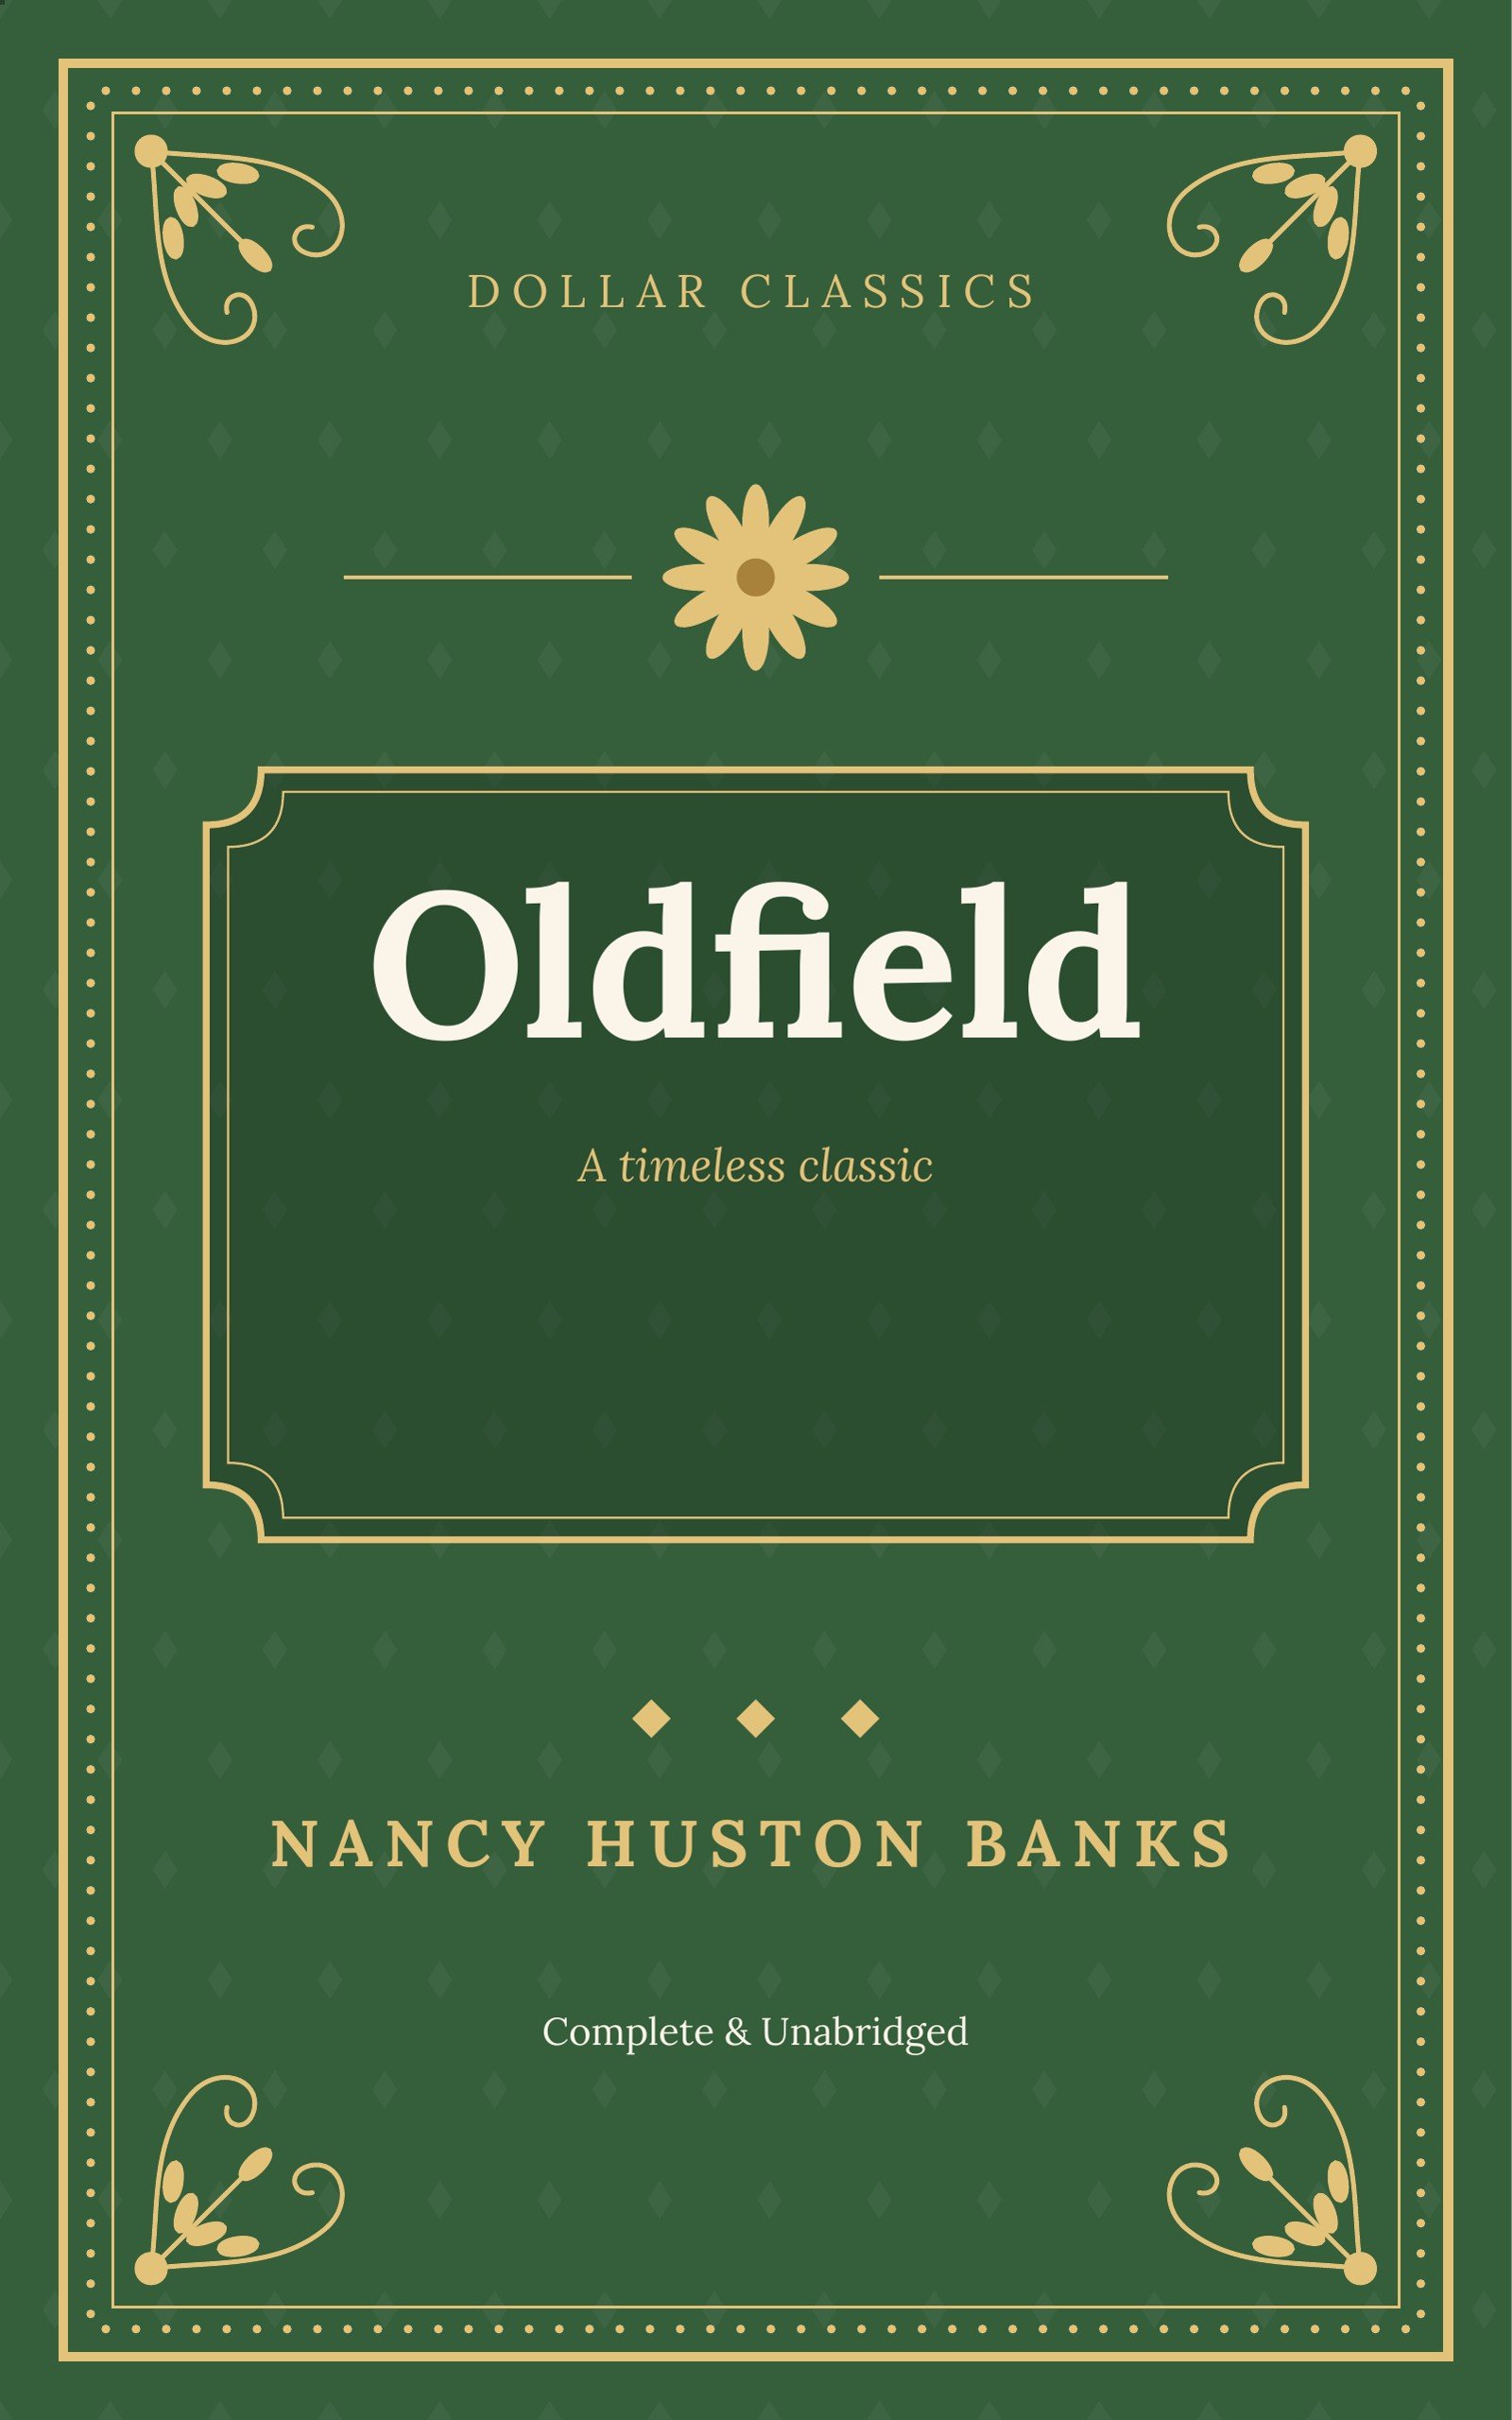 DOLLAR CLASSICS
Oldfield
A timeless classic
NANCY HUSTON BANKS
Complete & Unabridged